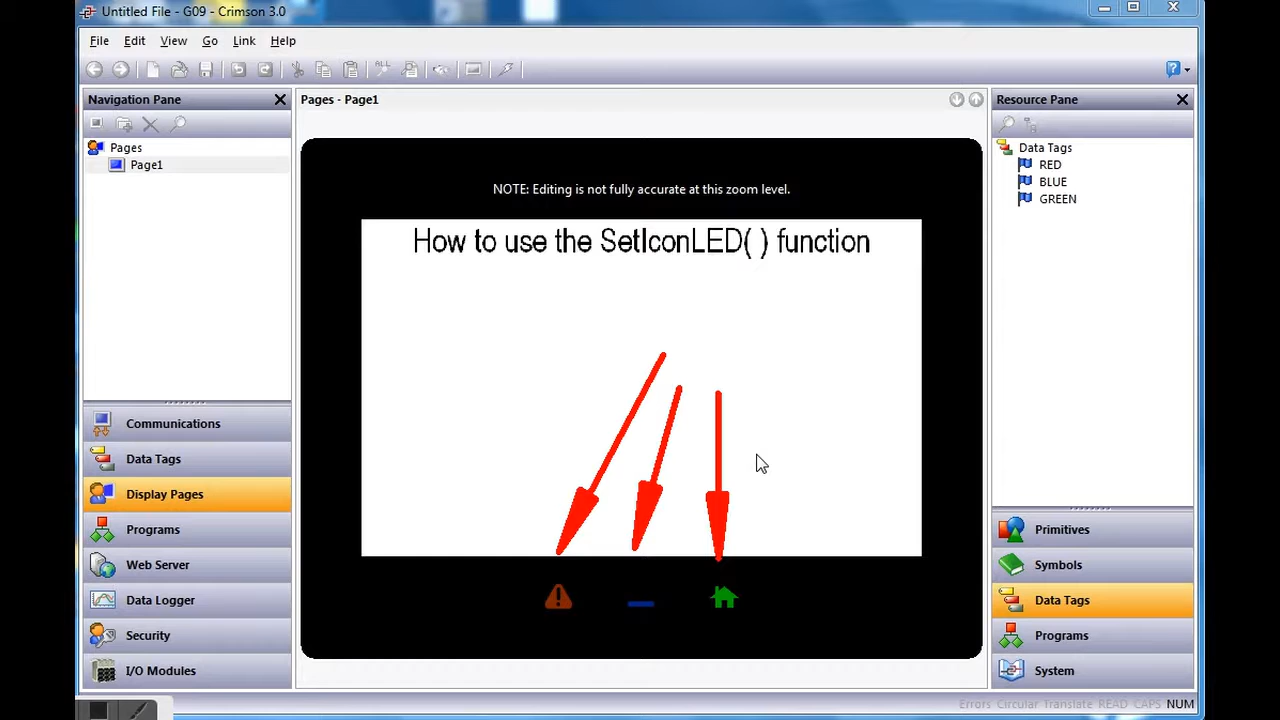 Untitled File - G09 - Crimson 3.0
File Edit View Go Link Help
ALL
Navigation Pane
Pages - Page1
Resource Pane
Pages
Page1
Data Tags
RED
BLUE
GREEN
NOTE: Editing is not fully accurate at this zoom level.
How to use the SetIconLED( ) function
Communications
Data Tags
Display Pages
Programs
Web Server
Data Logger
Security
I/O Modules
Primitives
Symbols
Data Tags
Programs
System
Errors Circular Translate READ CAPS NUM